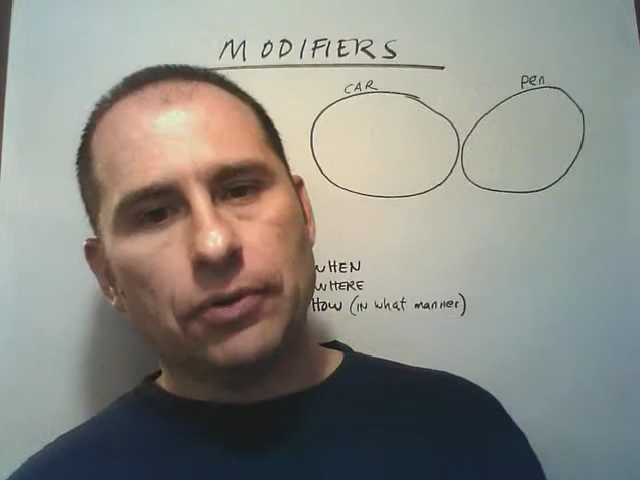 MODIFIERS
CAR
Pen
WHEN
WHERE
HOW (IN what manner)